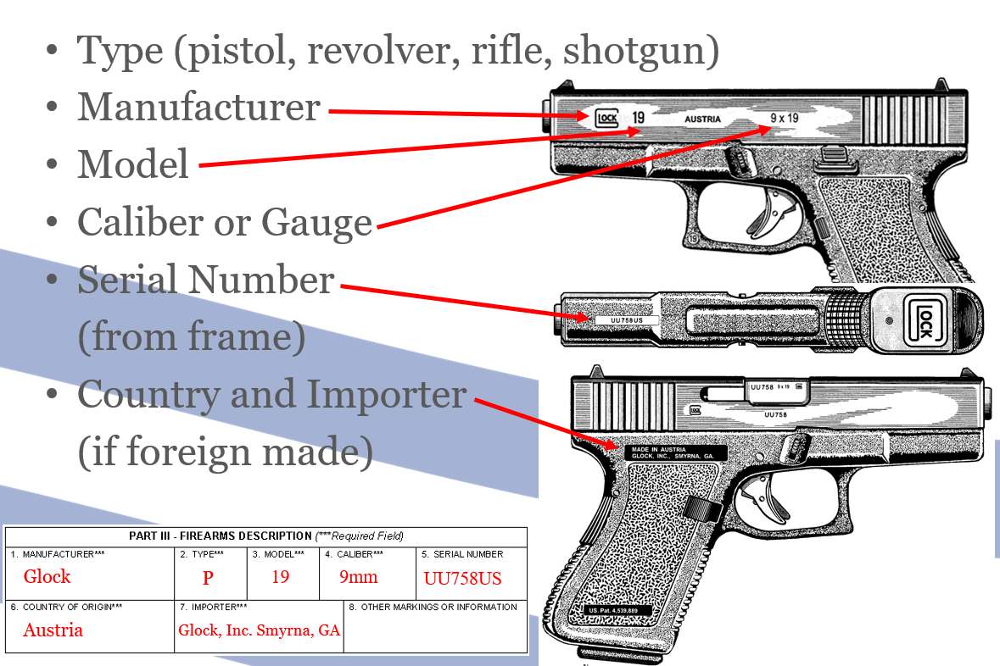 • Type (pistol, revolver, rifle, shotgun)
• Manufacturer
• Model
• Caliber or Gauge
• Serial Number
(from frame)
• Country and Importer
(if foreign made)
GLOCK 19 AUSTRIA 9 x 19
19
UU758US
GLOCK
UU758 9 x 19
GLOCK
UU758
MADE IN AUSTRIA
GLOCK, INC., SMYRNA, GA.
US. Pat. 4,539,889
PART III - FIREARMS DESCRIPTION (***Required Field)
1. MANUFACTURER*** 2. TYPE*** 3. MODEL*** 4. CALIBER*** 5. SERIAL NUMBER
Glock P 19 9mm UU758US
6. COUNTRY OF ORIGIN*** 7. IMPORTER*** 8. OTHER MARKINGS OR INFORMATION
Austria Glock, Inc. Smyrna, GA